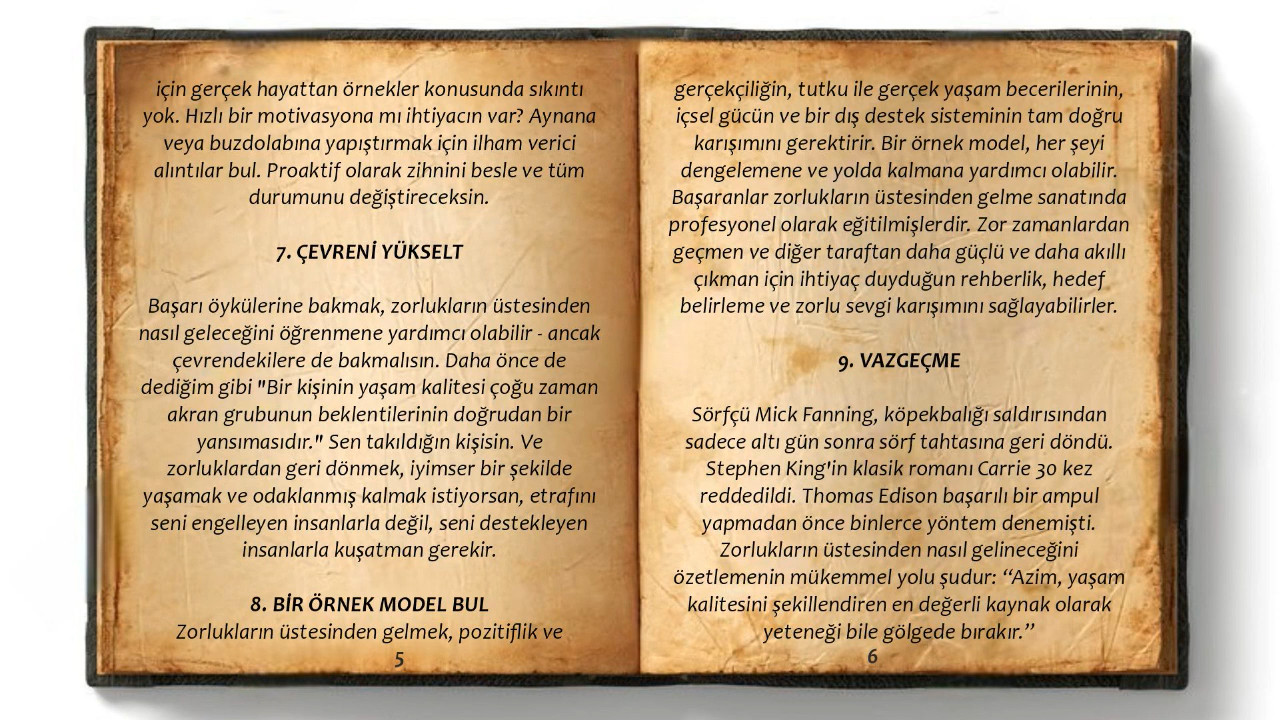 için gerçek hayattan örnekler konusunda sıkıntı
yok. Hızlı bir motivasyona mı ihtiyacın var? Aynana
veya buzdolabına yapıştırmak için ilham verici
alıntılar bul. Proaktif olarak zihnini besle ve tüm
durumunu değiştireceksin.
7. ÇEVRENİ YÜKSELT
Başarı öykülerine bakmak, zorlukların üstesinden
nasıl geleceğini öğrenmene yardımcı olabilir - ancak
çevrendekilere de bakmalısın. Daha önce de
dediğim gibi "Bir kişinin yaşam kalitesi çoğu zaman
akran grubunun beklentilerinin doğrudan bir
yansımasıdır." Sen takıldığın kişisin. Ve
zorluklardan geri dönmek, iyimser bir şekilde
yaşamak ve odaklanmış kalmak istiyorsan, etrafını
seni engelleyen insanlarla değil, seni destekleyen
insanlarla kuşatman gerekir.
8. BİR ÖRNEK MODEL BUL
Zorlukların üstesinden gelmek, pozitiflik ve
5
gerçekçiliğin, tutku ile gerçek yaşam becerilerinin,
içsel gücün ve bir dış destek sisteminin tam doğru
karışımını gerektirir. Bir örnek model, her şeyi
dengelemene ve yolda kalmana yardımcı olabilir.
Başaranlar zorlukların üstesinden gelme sanatında
profesyonel olarak eğitilmişlerdir. Zor zamanlardan
geçmen ve diğer taraftan daha güçlü ve daha akıllı
çıkman için ihtiyaç duyduğun rehberlik, hedef
belirleme ve zorlu sevgi karışımını sağlayabilirler.
9. VAZGEÇME
Sörfçü Mick Fanning, köpekbalığı saldırısından
sadece altı gün sonra sörf tahtasına geri döndü.
Stephen King'in klasik romanı Carrie 30 kez
reddedildi. Thomas Edison başarılı bir ampul
yapmadan önce binlerce yöntem denemişti.
Zorlukların üstesinden nasıl gelineceğini
özetlemenin mükemmel yolu şudur: “Azim, yaşam
kalitesini şekillendiren en değerli kaynak olarak
yeteneği bile gölgede bırakır.”
6